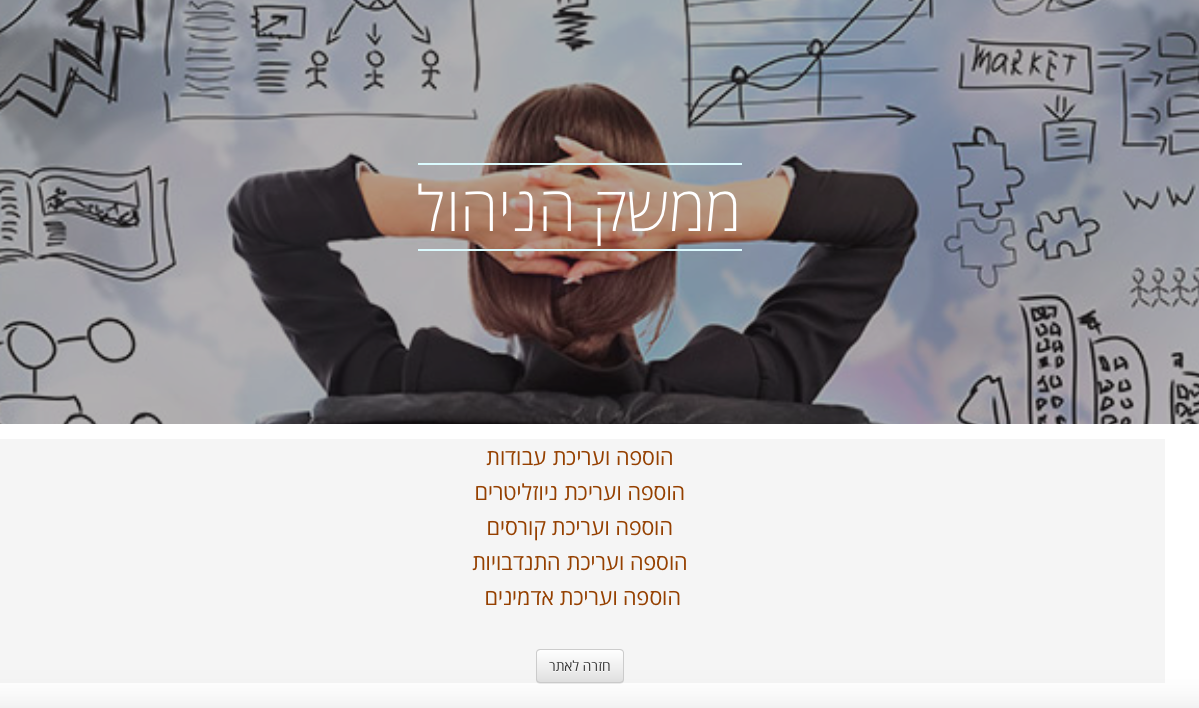 MARKET
ממשק הניהול
הוספה ועריכת עבודות
הוספה ועריכת ניוזליטרים
הוספה ועריכת קורסים
הוספה ועריכת התנדבויות
הוספה ועריכת אדמינים
חזרה לאתר